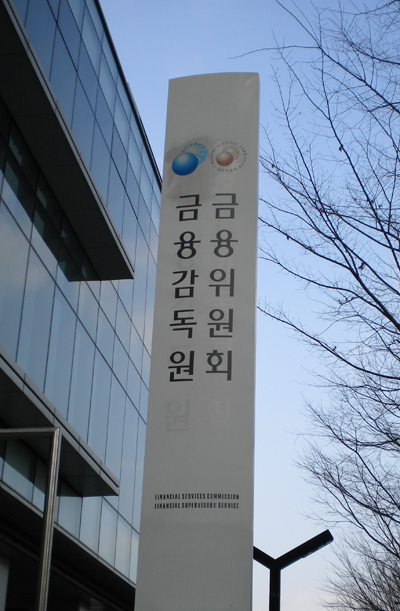 금융위원회
금융감독원
FINANCIAL SERVICES COMMISSION
FINANCIAL SUPERVISORY SERVICE